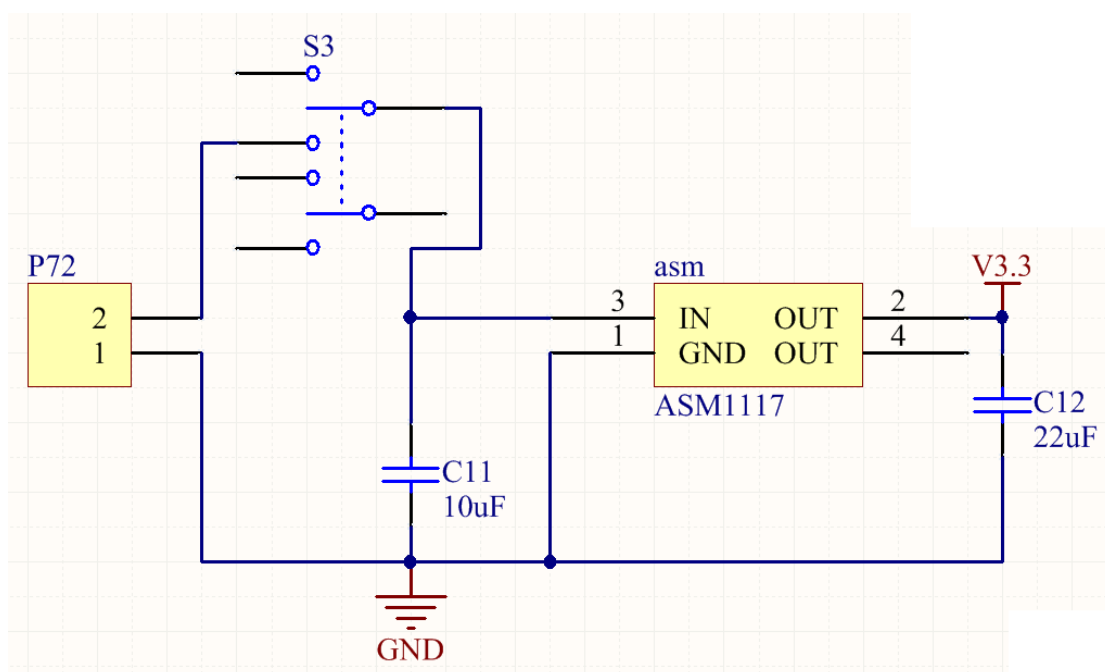 S3
P72
2
1
asm
3
1
IN
GND
OUT
OUT
2
4
ASM1117
V3.3
C12
22uF
C11
10uF
GND